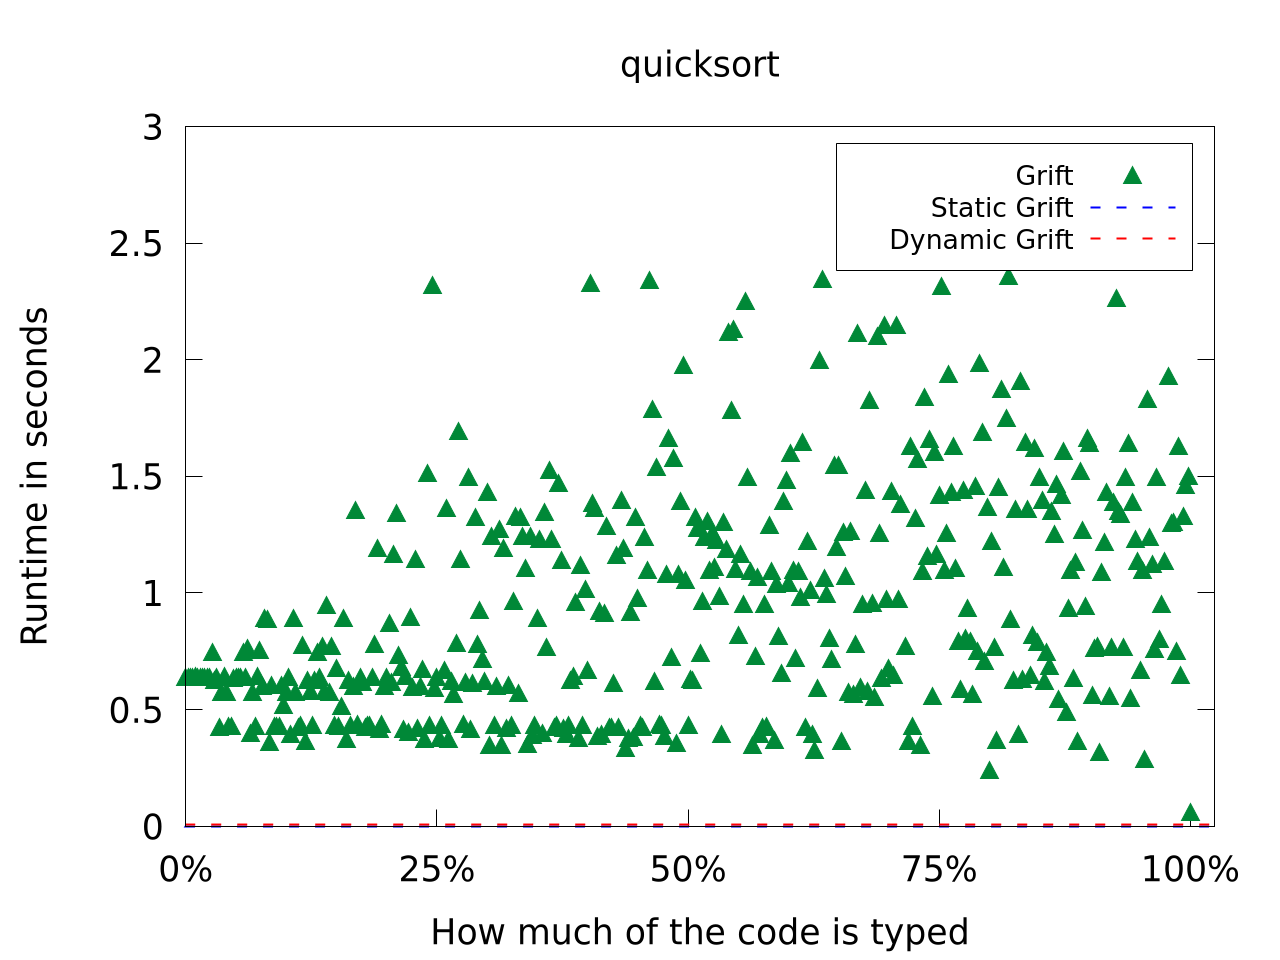 quicksort
3
2.5
2
1.5
1
0.5
0
Runtime in seconds
Grift
Static Grift
Dynamic Grift
0% 25% 50% 75% 100%
How much of the code is typed